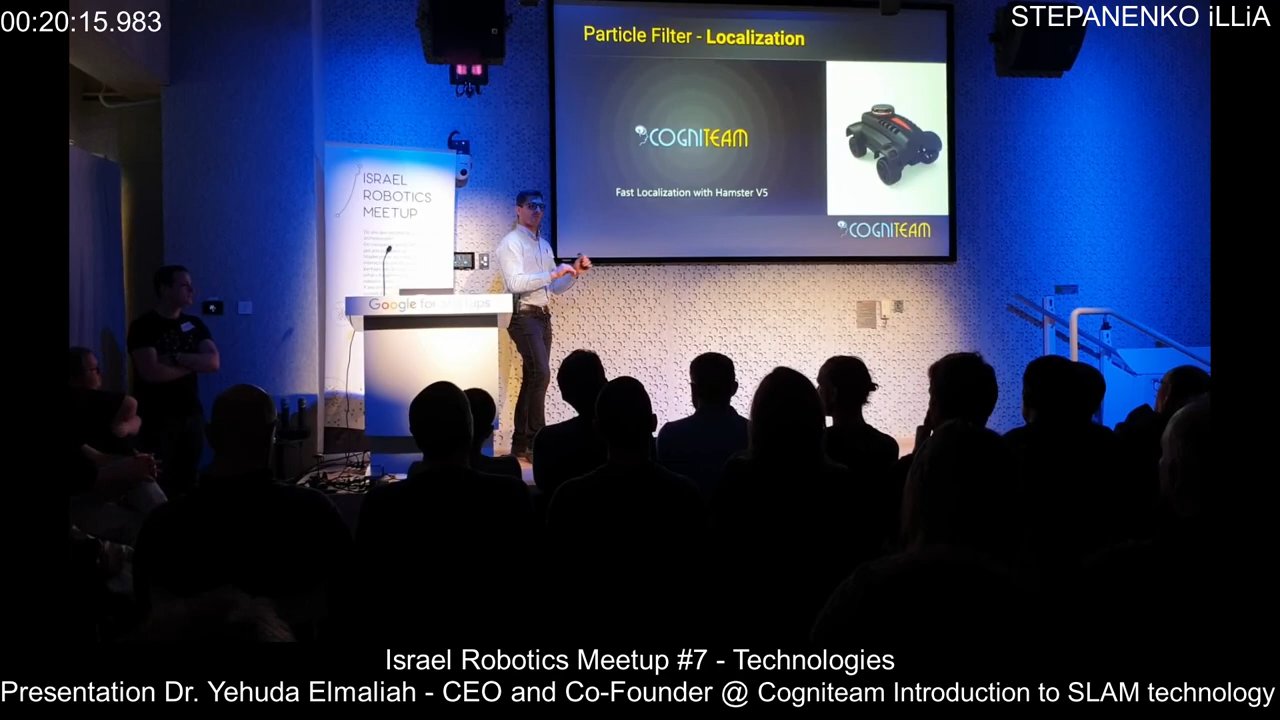 00:20:15.983
STEPANENKO iLLiA
Particle Filter - Localization
COGNITEAM
Fast Localization with Hamster V5
COGNITEAM
ISRAEL
ROBOTICS
MEETUP
Google for
Israel Robotics Meetup #7 - Technologies
Presentation Dr. Yehuda Elmaliah - CEO and Co-Founder @ Cogniteam Introduction to SLAM technology